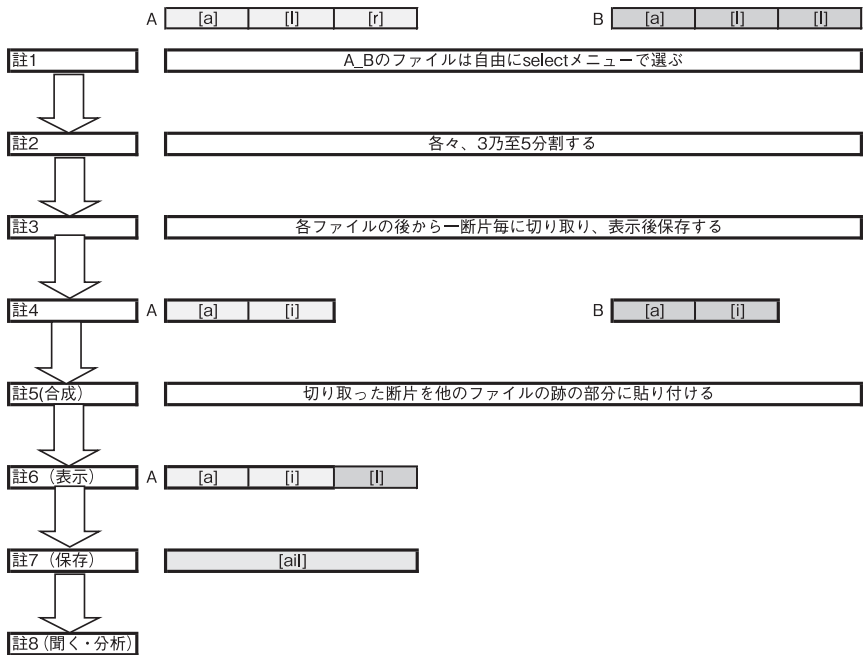 A [a] [I] [r] B [a] [I] [l]
註1 A_Bのファイルは自由にselectメニューで選ぶ
註2 各々、3乃至5分割する
註3 各ファイルの後から一断片毎に切り取り、表示後保存する
註4 A [a] [i] B [a] [i]
註5(合成) 切り取った断片を他のファイルの跡の部分に貼り付ける
註6（表示） A [a] [i] [l]
註7（保存） [ail]
註8(聞く・分析)